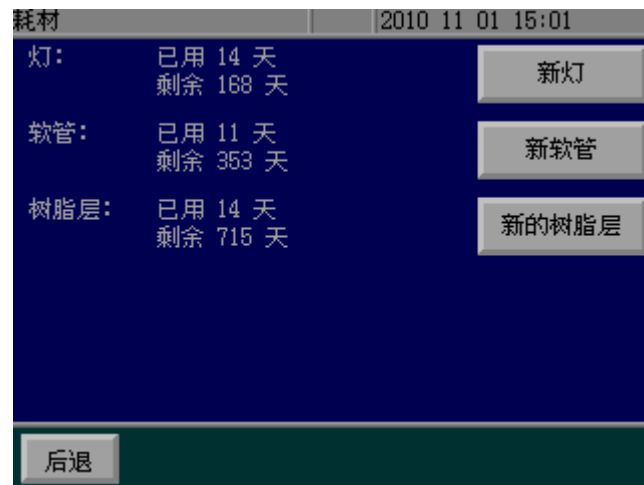 耗材 2010 11 01 15:01
灯: 已用 14 天 新灯
剩余 168 天
软管: 已用 11 天 新软管
剩余 353 天
树脂层: 已用 14 天 新的树脂层
剩余 715 天
后退